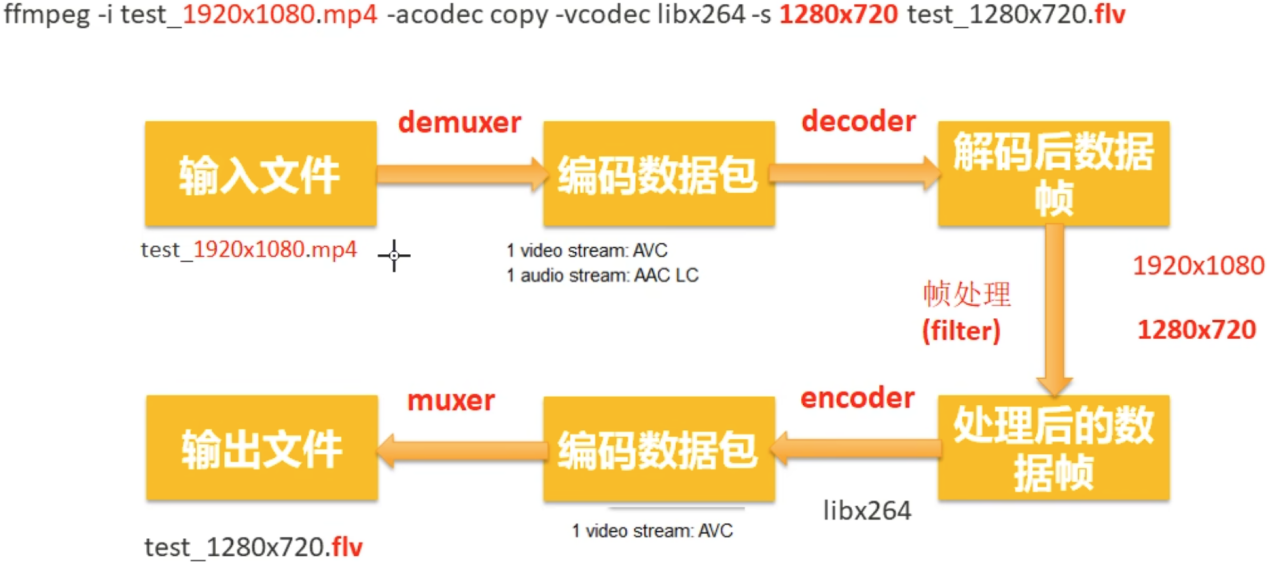 ffmpeg -i test_1920x1080.mp4 -acodec copy -vcodec libx264 -s 1280x720 test_1280x720.flv
demuxer
decoder
输入文件
编码数据包
解码后数据
帧
test_1920x1080.mp4
1 video stream: AVC
1 audio stream: AAC LC
帧处理
(filter)
1920x1080
1280x720
muxer
encoder
输出文件
编码数据包
处理后的数
据帧
libx264
1 video stream: AVC
test_1280x720.flv